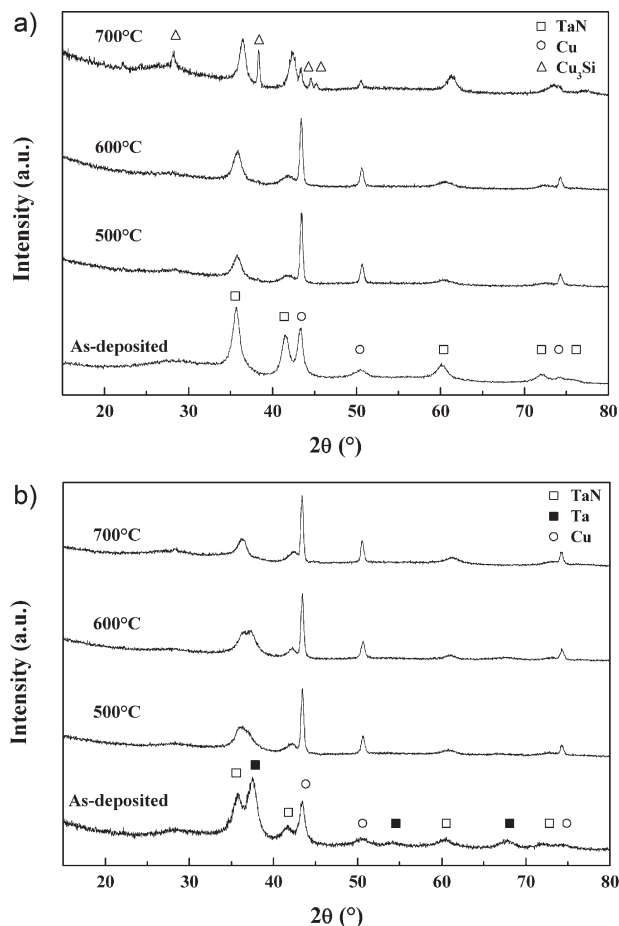 a)
700°C
□ TaN
○ Cu
△ Cu₃Si
600°C
500°C
As-deposited
Intensity (a.u.)
20 30 40 50 60 70 80
2θ (°)
b)
□ TaN
■ Ta
○ Cu
700°C
600°C
500°C
As-deposited
Intensity (a.u.)
20 30 40 50 60 70 80
2θ (°)